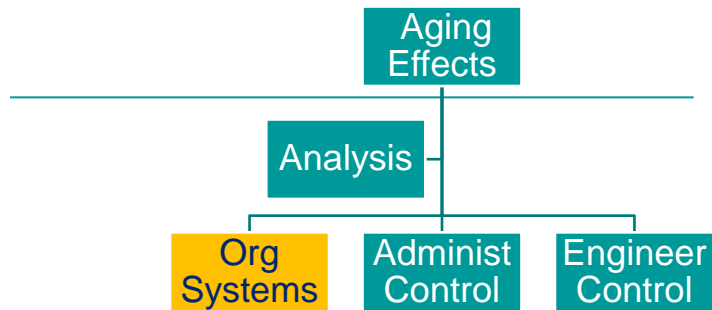 Aging
Effects
Analysis
Org
Systems
Administ
Control
Engineer
Control